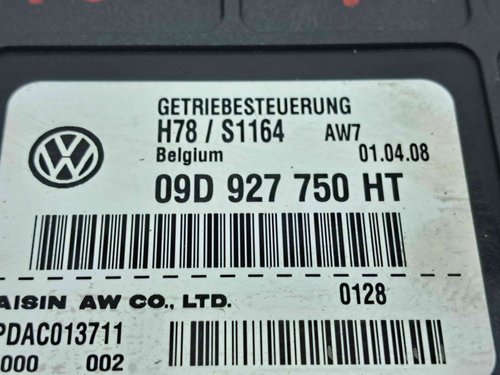 GETRIEBESTEUERUNG
H78 / S1164 AW7
Belgium 01.04.08
09D 927 750 HT
AISIN AW CO., LTD. 0128
PDAC013711
000 002